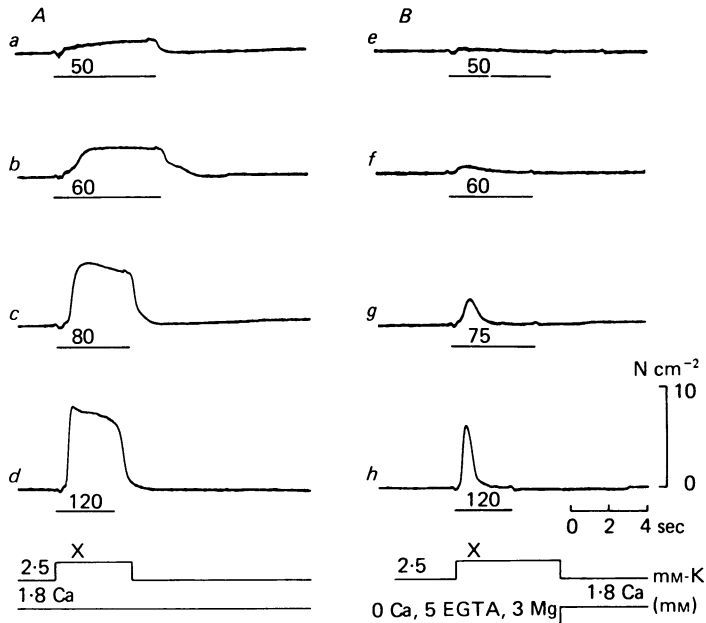 A
B
a
50
e
50
b
60
f
60
c
80
g
75
N cm⁻²
10
0
d
120
h
120
0 2 4 sec
X
2·5
1·8 Ca
X
2·5
mM-K
1·8 Ca
0 Ca, 5 EGTA, 3 Mg
(mM)